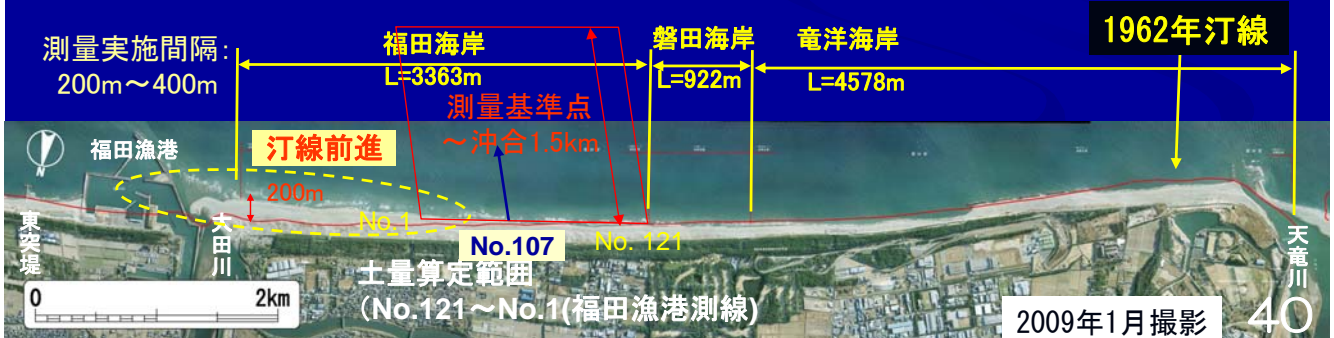 測量実施間隔:
200m～400m
福田海岸
L=3363m
磐田海岸
L=922m
竜洋海岸
L=4578m
1962年汀線
測量基準点
～沖合1.5km
N
福田漁港
汀線前進
200m
No.1
No.107
No. 121
東突堤
太田川
天竜川
土量算定範囲
（No.121～No.1(福田漁港測線)
0 2km
2009年1月撮影
40